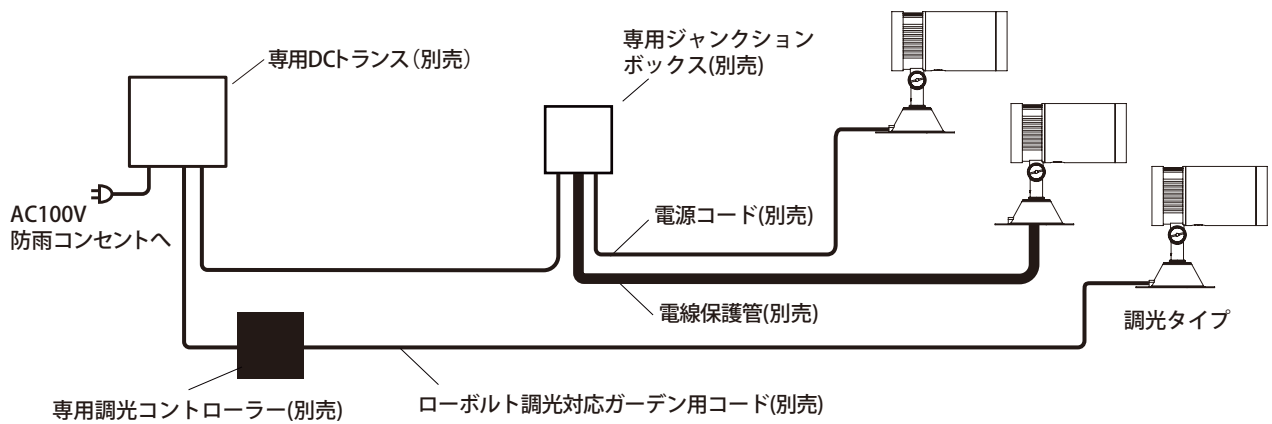 専用DCトランス（別売）
専用ジャンクション
ボックス(別売)
AC100V
防雨コンセントへ
電源コード(別売)
電線保護管(別売)
調光タイプ
専用調光コントローラー(別売)
ローボルト調光対応ガーデン用コード(別売)